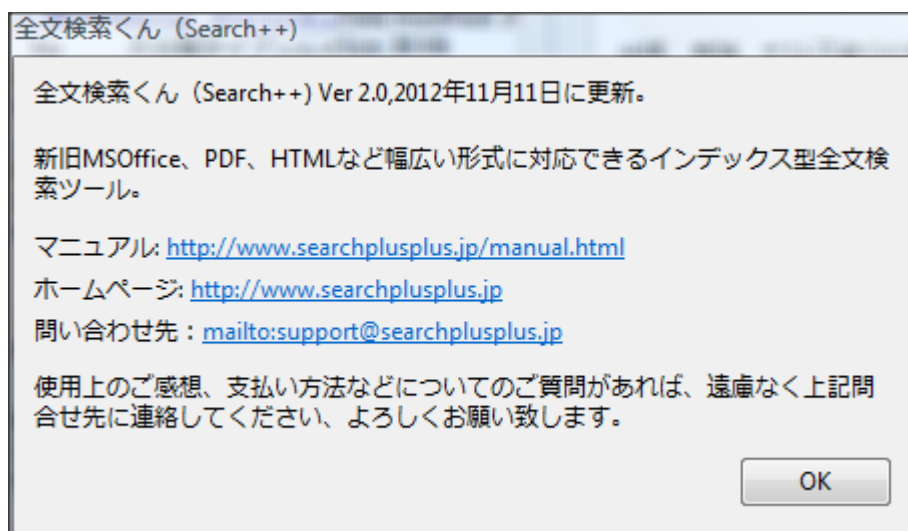 全文検索くん（Search++)
全文検索くん（Search++) Ver 2.0,2012年11月11日に更新。
新旧MSOffice、PDF、HTMLなど幅広い形式に対応できるインデックス型全文検
索ツール。
マニュアル: http://www.searchplusplus.jp/manual.html
ホームページ: http://www.searchplusplus.jp
問い合わせ先：mailto:support@searchplusplus.jp
使用上のご感想、支払い方法などについてのご質問があれば、遠慮なく上記問
合せ先に連絡してください、よろしくお願い致します。
OK